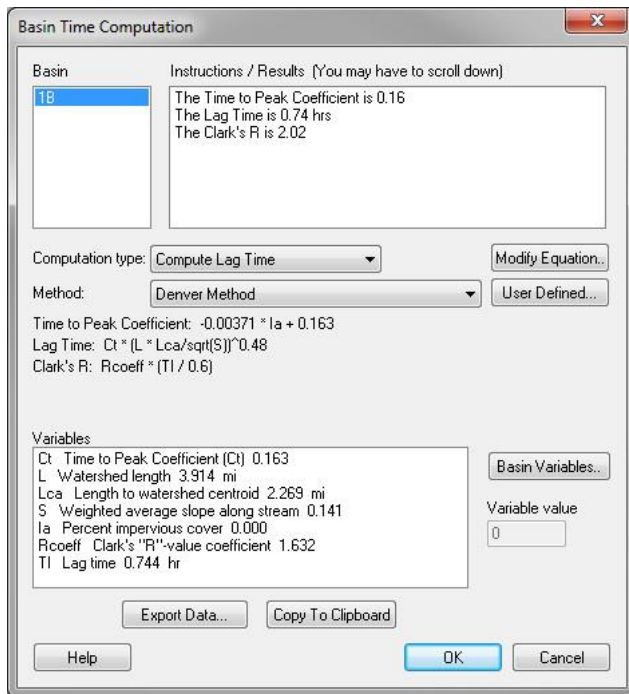 Basin Time Computation
Basin
Instructions / Results (You may have to scroll down)
1B
The Time to Peak Coefficient is 0.16
The Lag Time is 0.74 hrs
The Clark's R is 2.02
Computation type:
Compute Lag Time
Modify Equation..
Method:
Denver Method
User Defined...
Time to Peak Coefficient: -0.00371 * Ia + 0.163
Lag Time: Ct * (L * Lca/sqrt(S))^0.48
Clark's R: Rcoeff * (Tl / 0.6)
Variables
Ct Time to Peak Coefficient (Ct) 0.163
L Watershed length 3.914 mi
Lca Length to watershed centroid 2.269 mi
S Weighted average slope along stream 0.141
Ia Percent impervious cover 0.000
Rcoeff Clark's "R"-value coefficient 1.632
Tl Lag time 0.744 hr
Basin Variables..
Variable value
0
Export Data...
Copy To Clipboard
Help
OK
Cancel